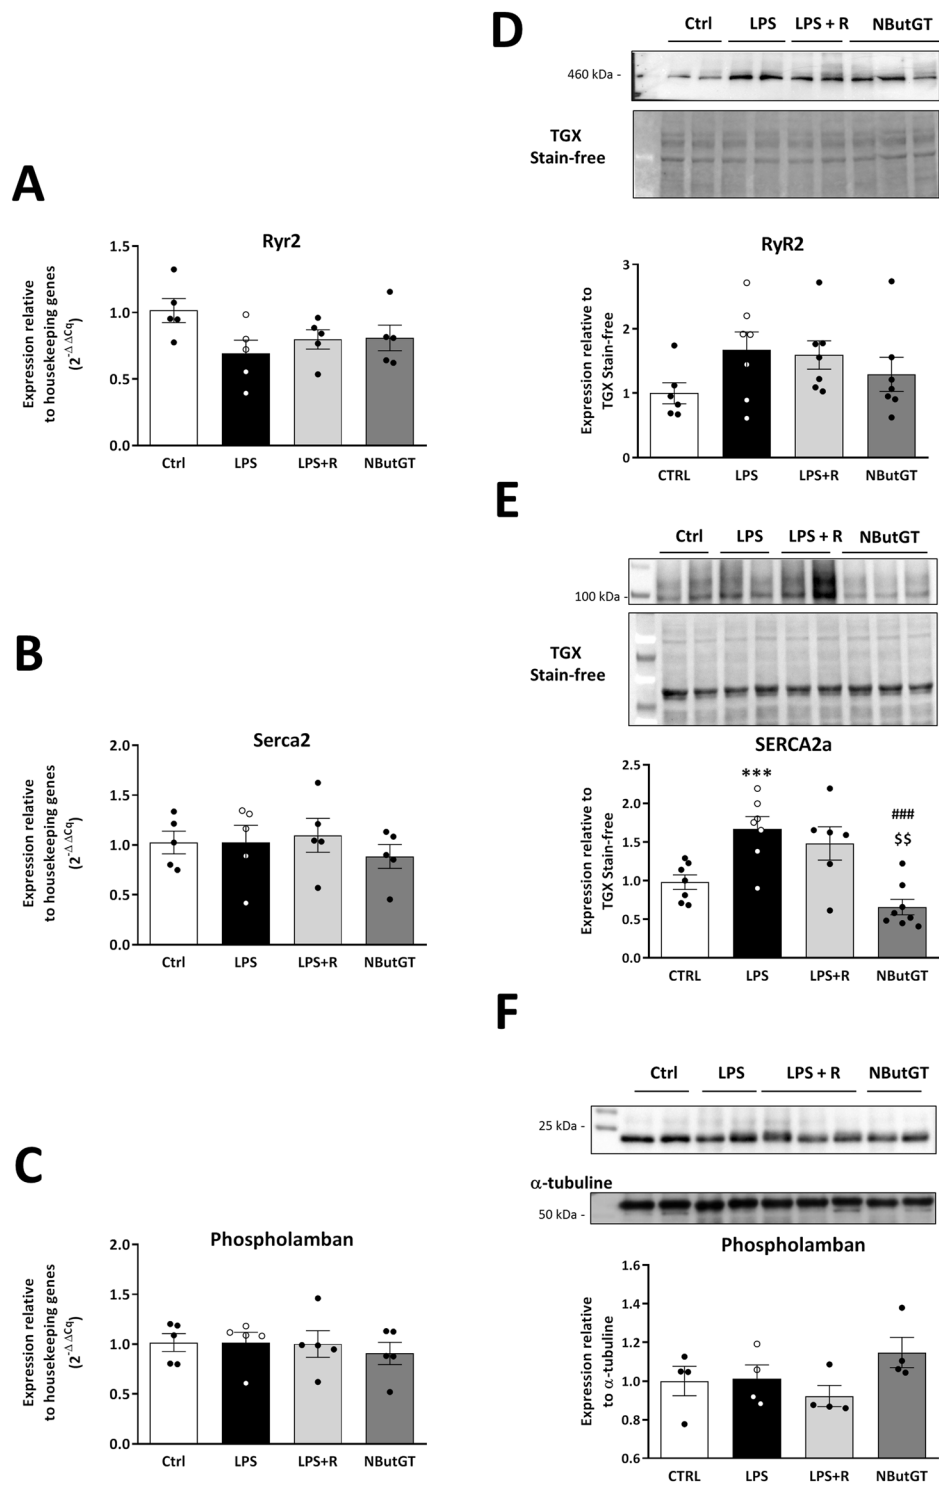 A
Ryr2
Expression relative
to housekeeping genes
(2^-Δ ΔCq)
1.5
1.0
0.5
0.0
Ctrl LPS LPS+R NButGT
B
Serca2
Expression relative
to housekeeping genes
(2^-Δ ΔCq)
2.0
1.5
1.0
0.5
0.0
Ctrl LPS LPS+R NButGT
C
Phospholamban
Expression relative
to housekeeping genes
(2^-Δ ΔCq)
2.0
1.5
1.0
0.5
0.0
Ctrl LPS LPS+R NButGT
D
Ctrl LPS LPS + R NButGT
460 kDa -
TGX
Stain-free
RyR2
Expression relative to
TGX Stain-free
3
2
1
0
CTRL LPS LPS+R NButGT
E
Ctrl LPS LPS + R NButGT
100 kDa -
TGX
Stain-free
SERCA2a
Expression relative to
TGX Stain-free
2.5
2.0
1.5
1.0
0.5
0.0
***
###
$$
CTRL LPS LPS+R NButGT
F
Ctrl LPS LPS + R NButGT
25 kDa -
α-tubuline
50 kDa -
Phospholamban
Expression relative
to α-tubuline
1.6
1.4
1.2
1.0
0.8
0.6
CTRL LPS LPS+R NButGT